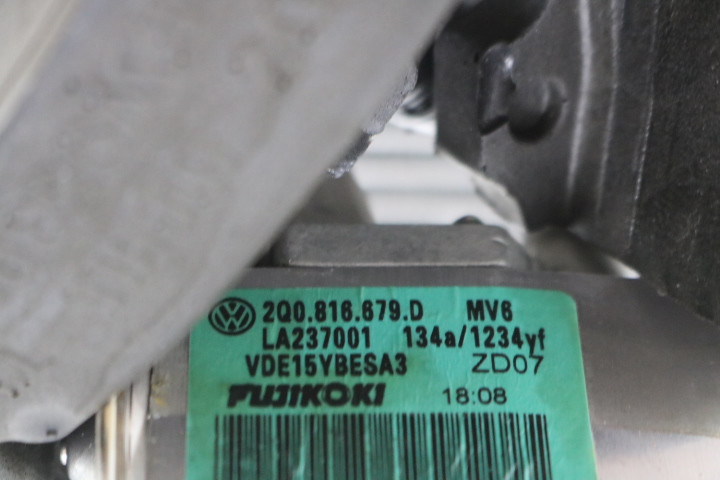 2Q0.816.679.D MV6
LA237001 134a/1234yf
VDE15YBESA3 ZD07
FUJIKOKI 18:08